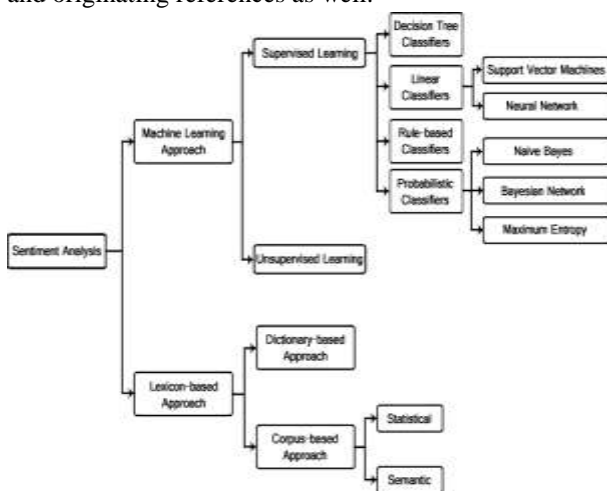 and originating references as well.
Decision Tree
Classifiers
Supervised Learning
Linear
Classifiers
Support Vector Machines
Neural Network
Machine Learning
Approach
Rule-based
Classifiers
Naive Bayes
Probabilistic
Classifiers
Bayesian Network
Maximum Entropy
Sentiment Analysis
Unsupervised Learning
Dictionary-based
Approach
Lexicon-based
Approach
Statistical
Corpus-based
Approach
Semantic